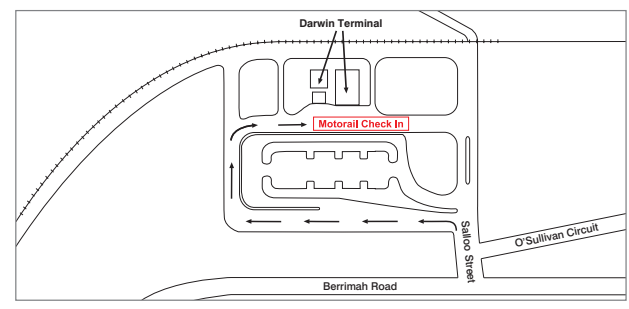 Darwin Terminal
Motorail Check In
Salloo Street
O'Sullivan Circuit
Berrimah Road